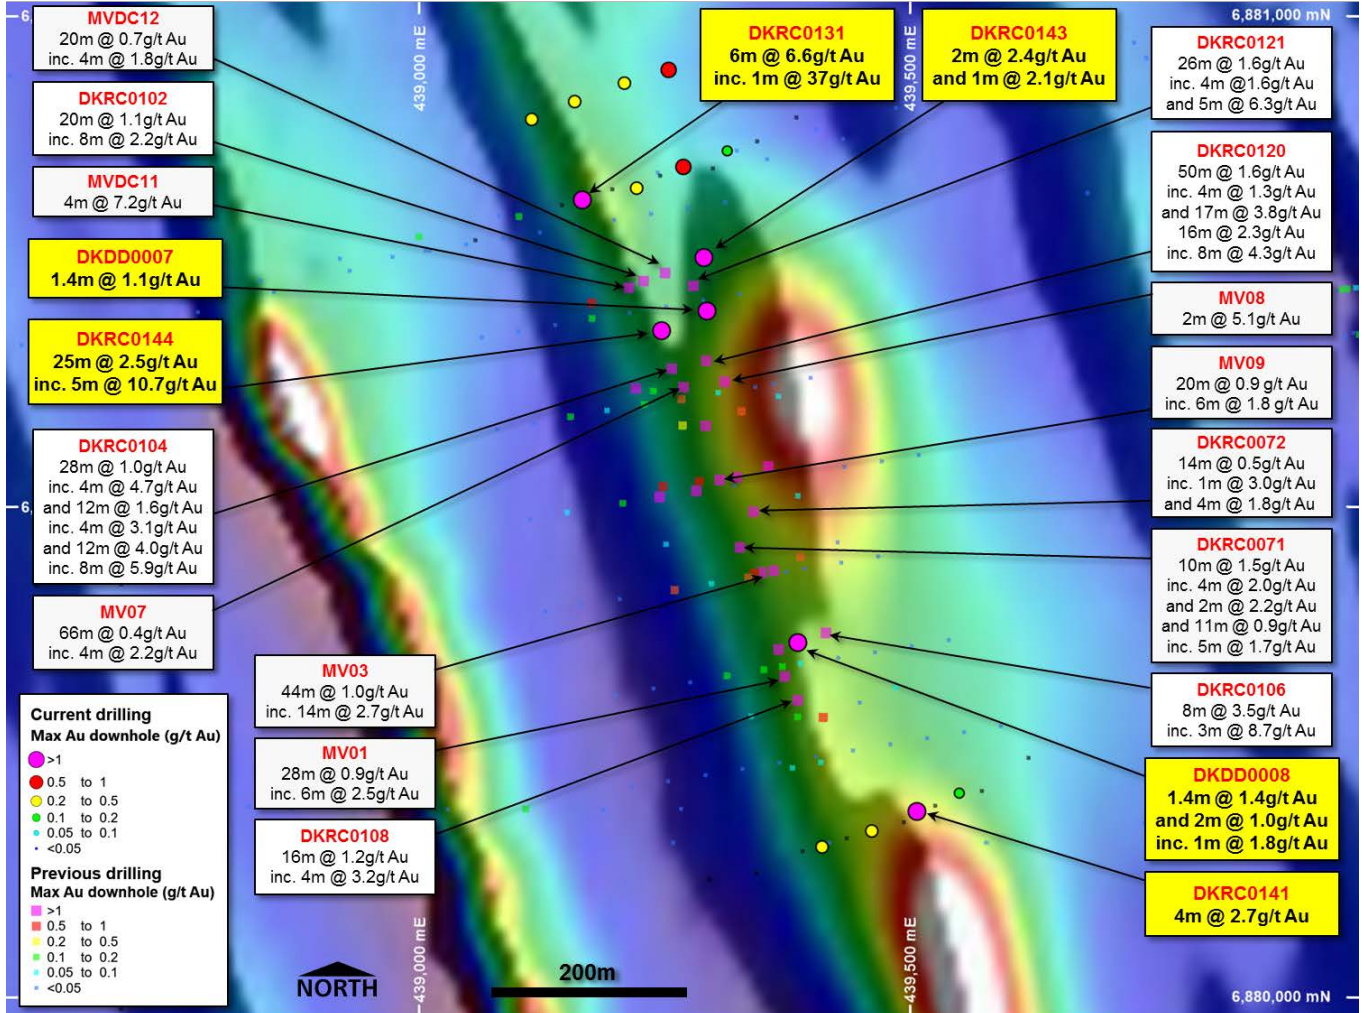 MVDC12
20m @ 0.7g/t Au
inc. 4m @ 1.8g/t Au
DKRC0102
20m @ 1.1g/t Au
inc. 8m @ 2.2g/t Au
MVDC11
4m @ 7.2g/t Au
DKDD0007
1.4m @ 1.1g/t Au
DKRC0144
25m @ 2.5g/t Au
inc. 5m @ 10.7g/t Au
DKRC0104
28m @ 1.0g/t Au
inc. 4m @ 4.7g/t Au
and 12m @ 1.6g/t Au
inc. 4m @ 3.1g/t Au
and 12m @ 4.0g/t Au
inc. 8m @ 5.9g/t Au
MV07
66m @ 0.4g/t Au
inc. 4m @ 2.2g/t Au
MV03
44m @ 1.0g/t Au
inc. 14m @ 2.7g/t Au
MV01
28m @ 0.9g/t Au
inc. 6m @ 2.5g/t Au
DKRC0108
16m @ 1.2g/t Au
inc. 4m @ 3.2g/t Au
439,000 mE
DKRC0131
6m @ 6.6g/t Au
inc. 1m @ 37g/t Au
439,500 mE
DKRC0143
2m @ 2.4g/t Au
and 1m @ 2.1g/t Au
6,881,000 mN
DKRC0121
26m @ 1.6g/t Au
inc. 4m @1.6g/t Au
and 5m @ 6.3g/t Au
DKRC0120
50m @ 1.6g/t Au
inc. 4m @ 1.3g/t Au
and 17m @ 3.8g/t Au
16m @ 2.3g/t Au
inc. 8m @ 4.3g/t Au
MV08
2m @ 5.1g/t Au
MV09
20m @ 0.9 g/t Au
inc. 6m @ 1.8 g/t Au
DKRC0072
14m @ 0.5g/t Au
inc. 1m @ 3.0g/t Au
and 4m @ 1.8g/t Au
DKRC0071
10m @ 1.5g/t Au
inc. 4m @ 2.0g/t Au
and 2m @ 2.2g/t Au
and 11m @ 0.9g/t Au
inc. 5m @ 1.7g/t Au
DKRC0106
8m @ 3.5g/t Au
inc. 3m @ 8.7g/t Au
DKDD0008
1.4m @ 1.4g/t Au
and 2m @ 1.0g/t Au
inc. 1m @ 1.8g/t Au
DKRC0141
4m @ 2.7g/t Au
Current drilling
Max Au downhole (g/t Au)
>1
0.5 to 1
0.2 to 0.5
0.1 to 0.2
0.05 to 0.1
<0.05
Previous drilling
Max Au downhole (g/t Au)
>1
0.5 to 1
0.2 to 0.5
0.1 to 0.2
0.05 to 0.1
<0.05
NORTH
439,000 mE
200m
439,500 mE
6,880,000 mN